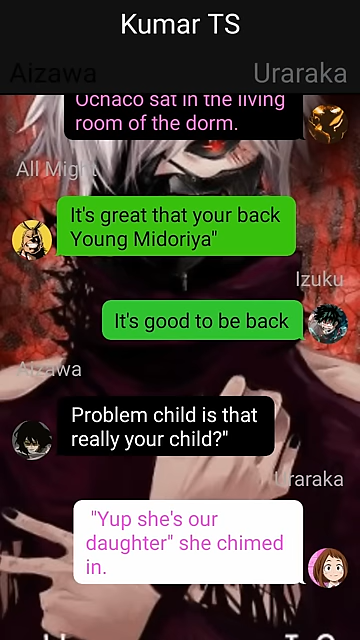 Kumar TS
Aizawa
Uraraka
Ochaco sat in the living
room of the dorm.
All Might
It's great that your back
Young Midoriya"
Izuku
It's good to be back
Aizawa
Problem child is that
really your child?"
Uraraka
"Yup she's our
daughter" she chimed
in.